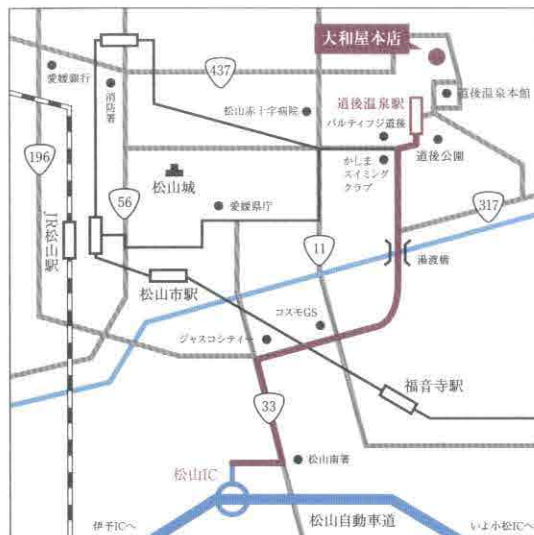 大和屋本店
437
愛媛銀行
消防署
松山赤十字病院
道後温泉駅
パルティフジ道後
道後温泉本館
道後公園
かしま
スイミング
クラブ
196
松山城
56
愛媛県庁
317
JR松山駅
11
湯渡橋
松山市駅
コスモGS
ジャスコシティー
福音寺駅
33
松山南署
松山IC
伊予ICへ
松山自動車道
いよ小松ICへ